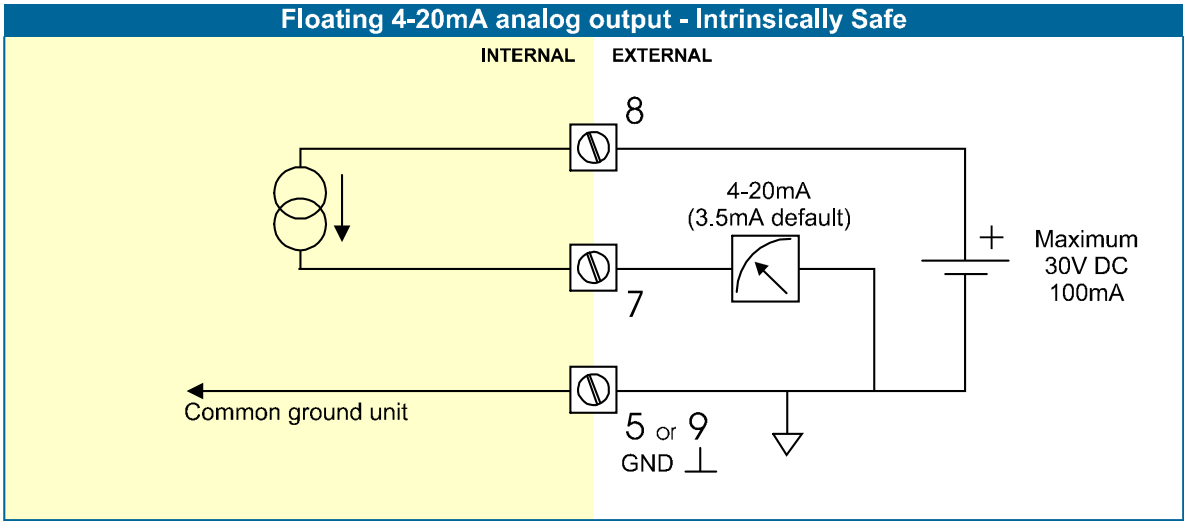 Floating 4-20mA analog output - Intrinsically Safe
INTERNAL
EXTERNAL
8
4-20mA
(3.5mA default)
+
Maximum
30V DC
100mA
7
Common ground unit
5 or 9
GND